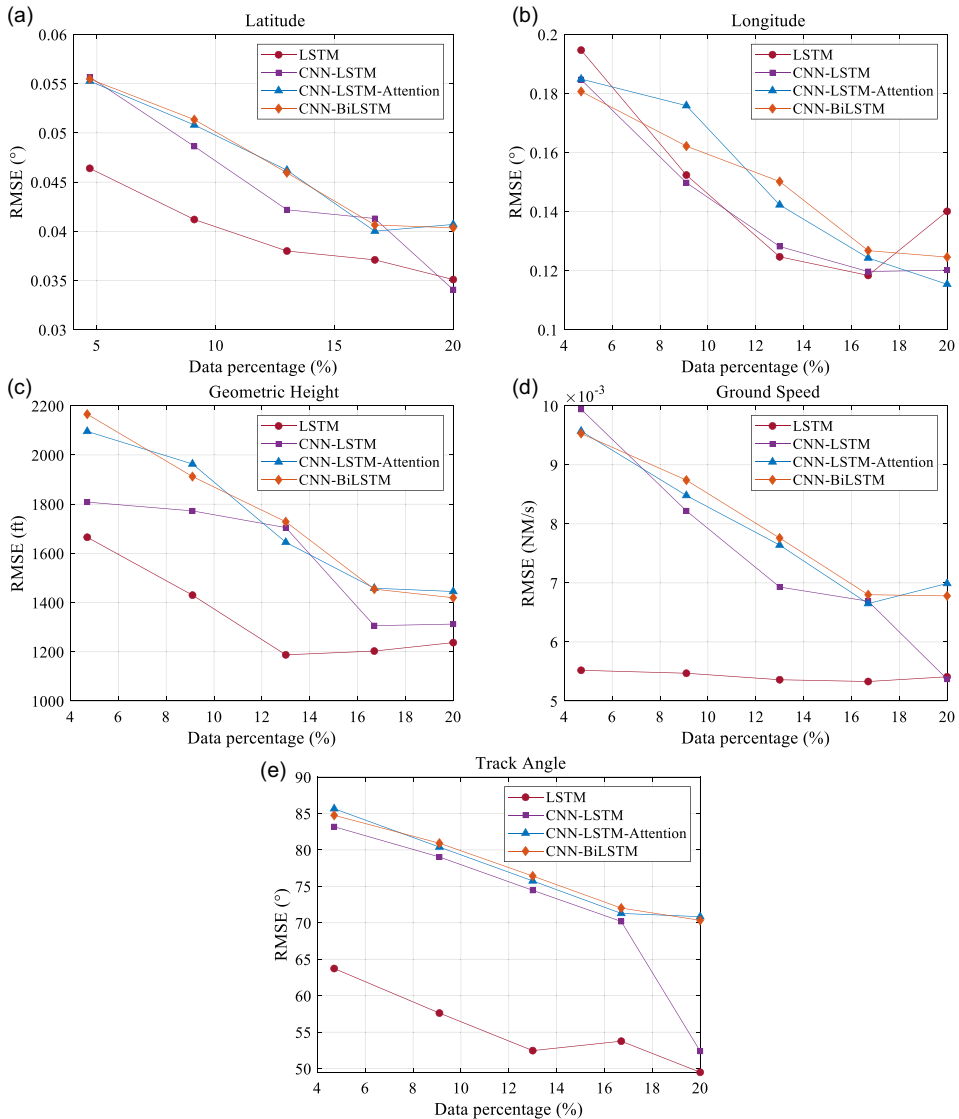 (a)
Latitude
RMSE (°)
0.06
0.055
0.05
0.045
0.04
0.035
0.03
LSTM
CNN-LSTM
CNN-LSTM-Attention
CNN-BiLSTM
5 10 15 20
Data percentage (%)
(b)
Longitude
RMSE (°)
0.2
0.18
0.16
0.14
0.12
0.1
LSTM
CNN-LSTM
CNN-LSTM-Attention
CNN-BiLSTM
4 6 8 10 12 14 16 18 20
Data percentage (%)
(c)
Geometric Height
RMSE (ft)
2200
2000
1800
1600
1400
1200
1000
LSTM
CNN-LSTM
CNN-LSTM-Attention
CNN-BiLSTM
4 6 8 10 12 14 16 18 20
Data percentage (%)
(d)
Ground Speed
×10⁻³
RMSE (NM/s)
10
9
8
7
6
5
LSTM
CNN-LSTM
CNN-LSTM-Attention
CNN-BiLSTM
4 6 8 10 12 14 16 18 20
Data percentage (%)
(e)
Track Angle
RMSE (°)
90
85
80
75
70
65
60
55
50
LSTM
CNN-LSTM
CNN-LSTM-Attention
CNN-BiLSTM
4 6 8 10 12 14 16 18 20
Data percentage (%)